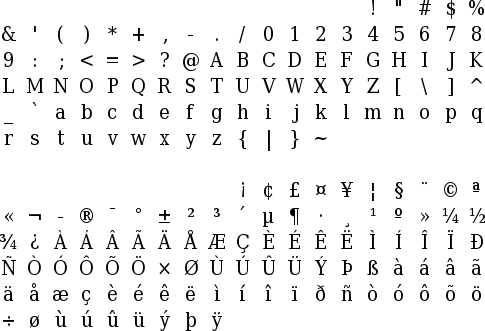 ! " # $ %
& ' ( ) * + , - . / 0 1 2 3 4 5 6 7 8
9 : ; < = > ? @ A B C D E F G H I J K
L M N O P Q R S T U V W X Y Z [ \ ] ^
_ ` a b c d e f g h i j k l m n o p q
r s t u v w x y z { | } ~
¡ ¢ £ ¤ ¥ ¦ § ¨ © ª
« ¬ - ® ¯ ° ± ² ³ ´ µ ¶ · ¸ ¹ º » ¼ ½
¾ ¿ À Á Â Ã Ä Å Æ Ç È É Ê Ë Ì Í Î Ï Ð
Ñ Ò Ó Ô Õ Ö × Ø Ù Ú Û Ü Ý Þ ß à á â ã
ä å æ ç è é ê ë ì í î ï ð ñ ò ó ô õ ö
÷ ø ù ú û ü ý þ ÿ